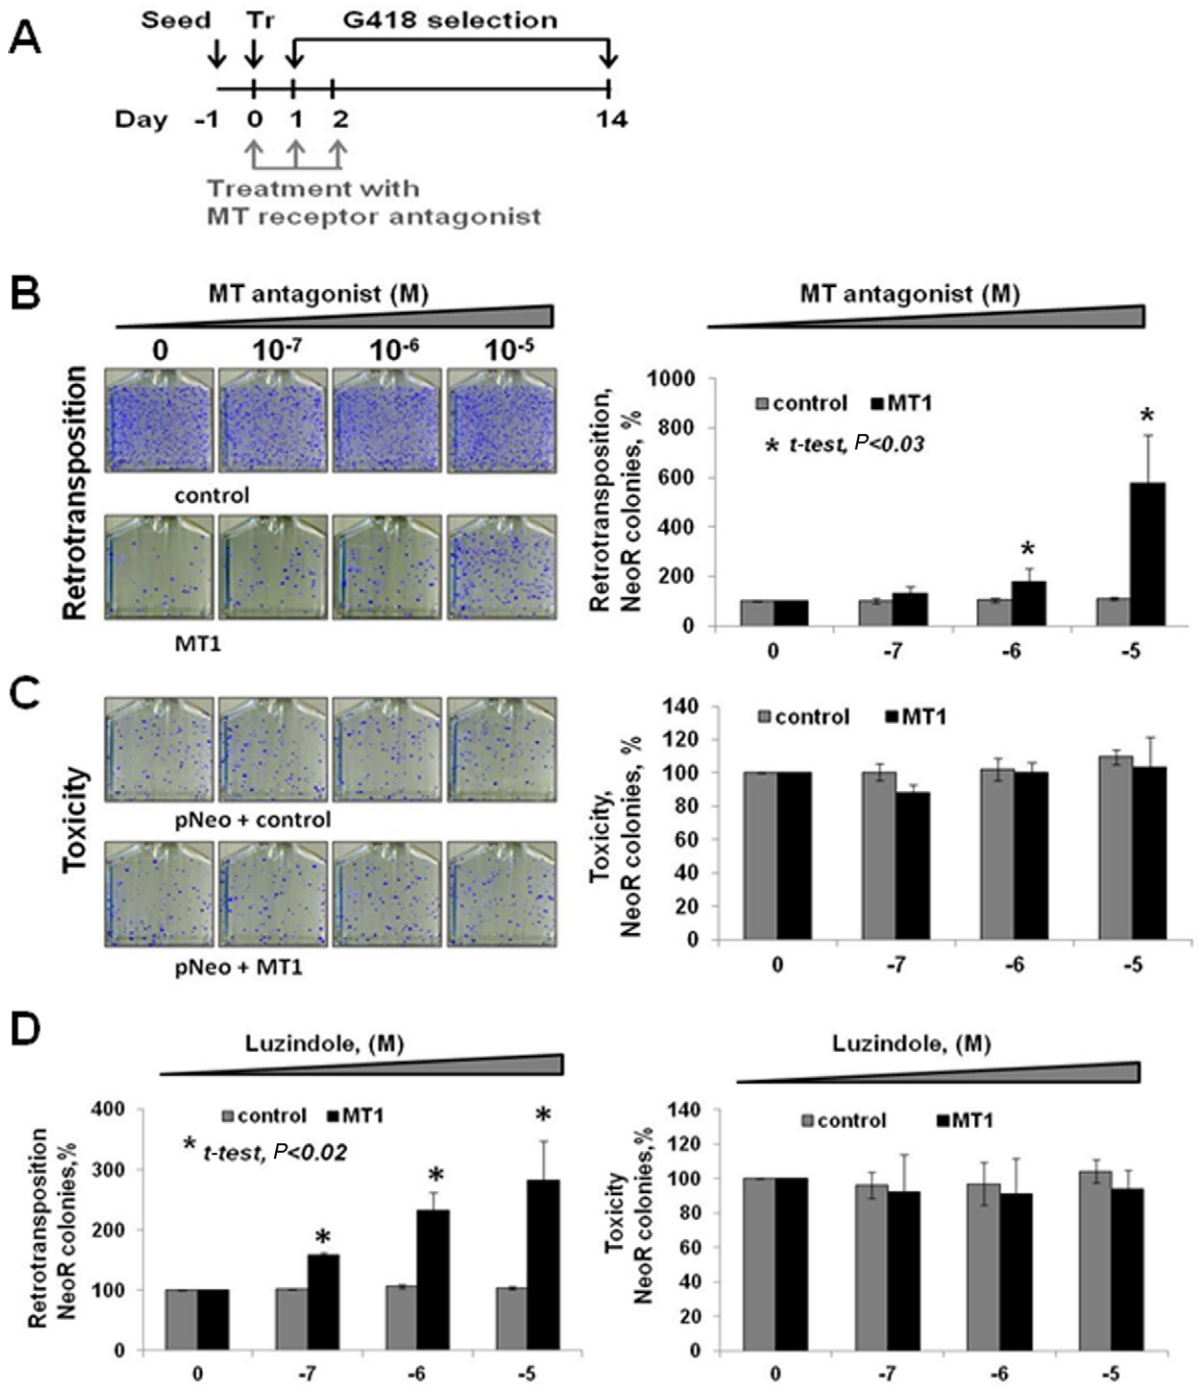 A
Seed Tr G418 selection
Day -1 0 1 2 14
Treatment with
MT receptor antagonist
B
MT antagonist (M)
0 10-7 10-6 10-5
Retrotransposition
control
MT1
MT antagonist (M)
Retrotransposition,
NeoR colonies, %
1000
800
600
400
200
0
control MT1
* t-test, P<0.03
*
*
0 -7 -6 -5
C
Toxicity
pNeo + control
pNeo + MT1
Toxicity,
NeoR colonies, %
140
120
100
80
60
40
20
0
control MT1
0 -7 -6 -5
D
Luzindole, (M)
Retrotransposition
NeoR colonies,%
400
300
200
100
0
control MT1
* t-test, P<0.02
*
*
*
0 -7 -6 -5
Luzindole, (M)
Toxicity
NeoR colonies,%
140
120
100
80
60
40
20
0
control MT1
0 -7 -6 -5